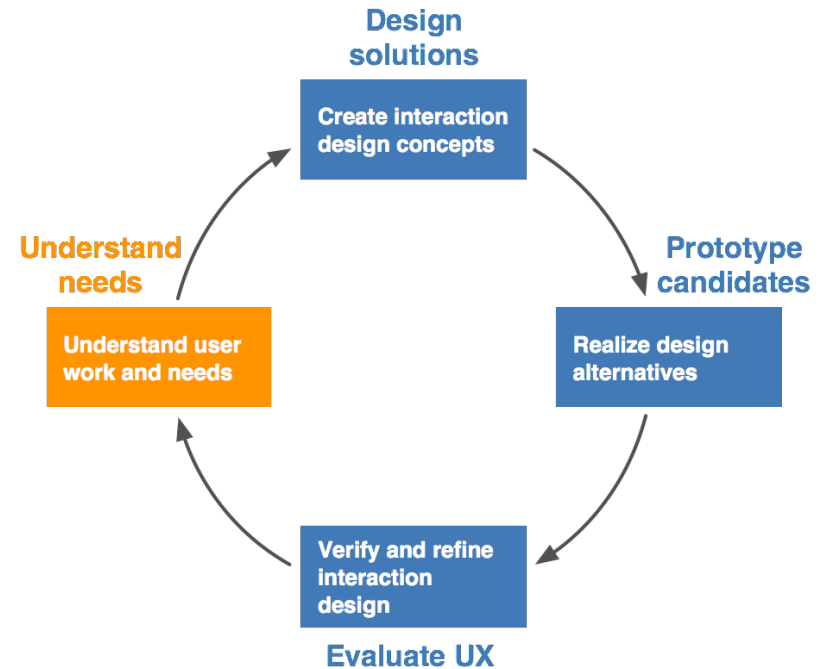 Design
solutions
Create interaction
design concepts
Understand
needs
Understand user
work and needs
Prototype
candidates
Realize design
alternatives
Verify and refine
interaction
design
Evaluate UX